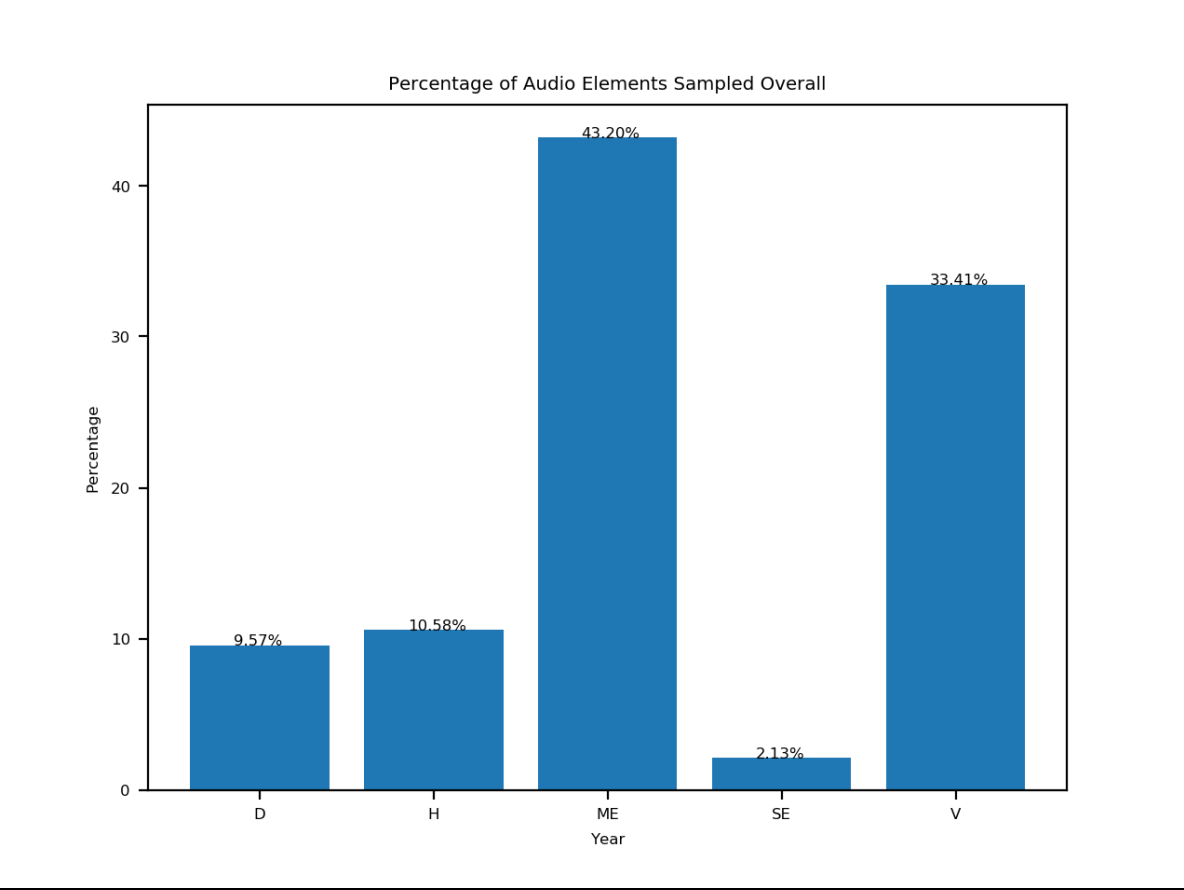 Percentage of Audio Elements Sampled Overall
43.20%
40
33.41%
30
Percentage
20
10.58%
10
9.57%
2.13%
0
D H ME SE V
Year